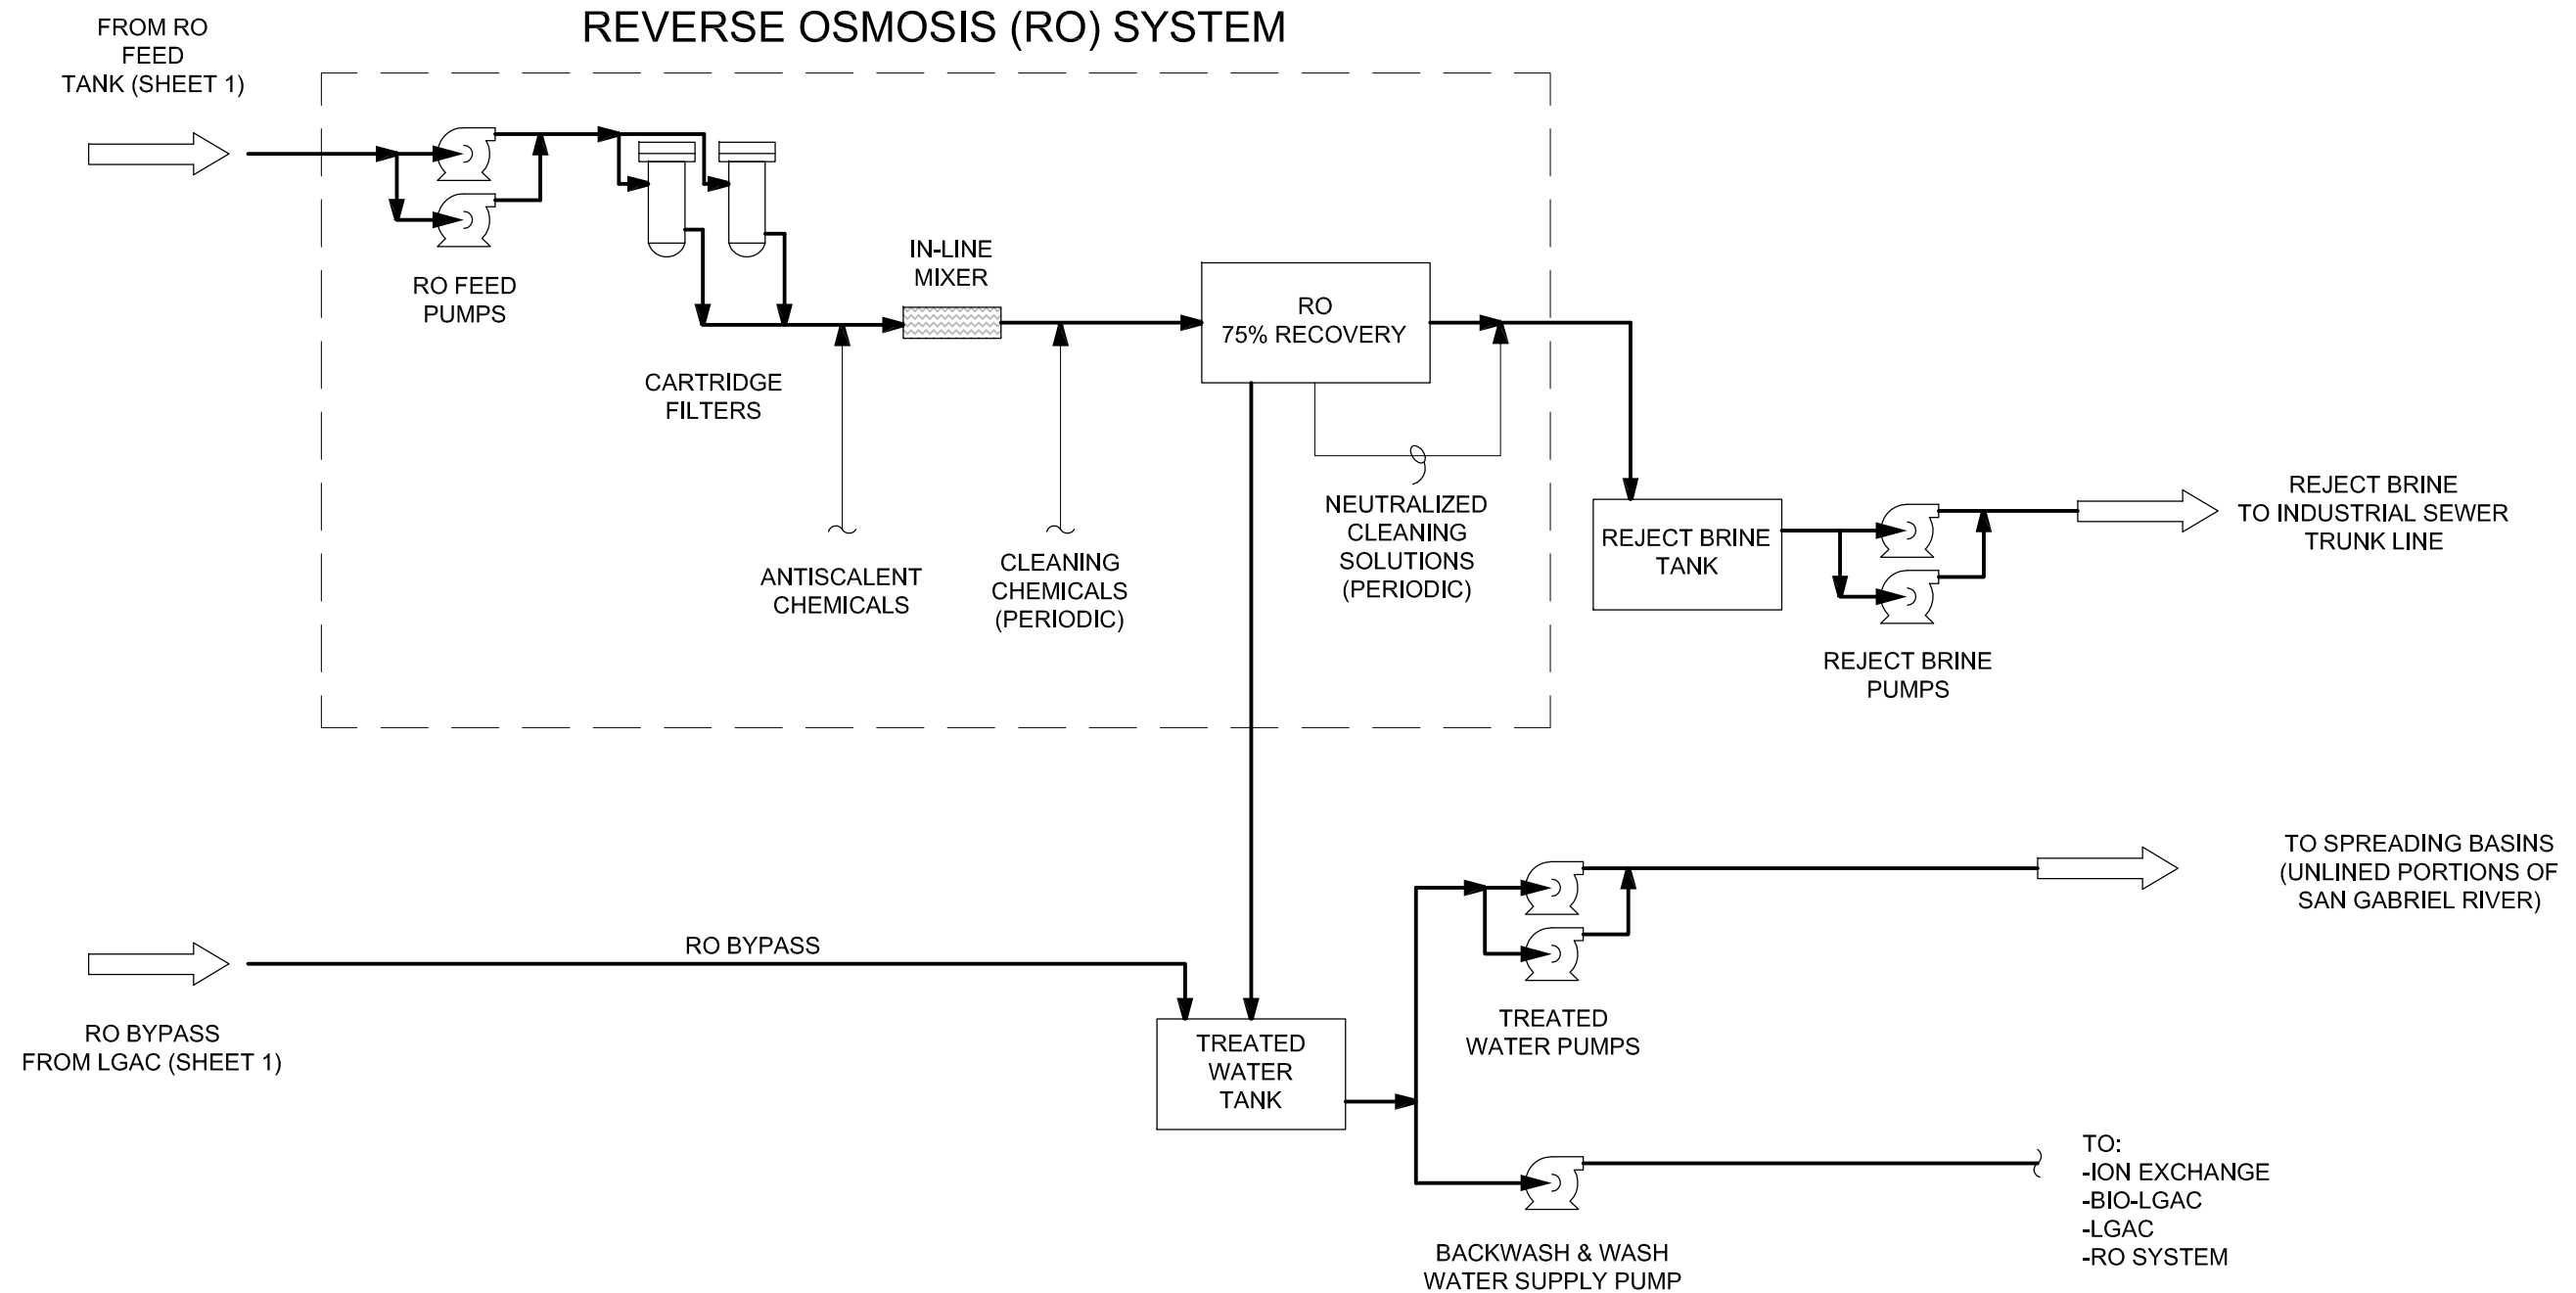 REVERSE OSMOSIS (RO) SYSTEM
FROM RO
FEED
TANK (SHEET 1)
RO FEED
PUMPS
CARTRIDGE
FILTERS
IN-LINE
MIXER
ANTISCALENT
CHEMICALS
CLEANING
CHEMICALS
(PERIODIC)
RO
75% RECOVERY
NEUTRALIZED
CLEANING
SOLUTIONS
(PERIODIC)
REJECT BRINE
TANK
REJECT BRINE
PUMPS
REJECT BRINE
TO INDUSTRIAL SEWER
TRUNK LINE
RO BYPASS
RO BYPASS
FROM LGAC (SHEET 1)
TREATED
WATER
TANK
TREATED
WATER PUMPS
TO SPREADING BASINS
(UNLINED PORTIONS OF
SAN GABRIEL RIVER)
BACKWASH & WASH
WATER SUPPLY PUMP
TO:
-ION EXCHANGE
-BIO-LGAC
-LGAC
-RO SYSTEM